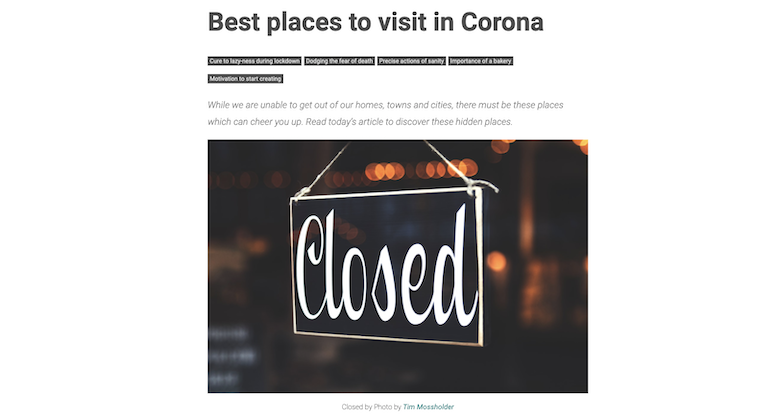 Best places to visit in Corona
Cure to lazy-ness during lockdown Dodging the fear of death Precise actions of sanity Importance of a bakery
Motivation to start creating
While we are unable to get out of our homes, towns and cities, there must be these places
which can cheer you up. Read today's article to discover these hidden places.
Closed
Closed by Photo by Tim Mossholder